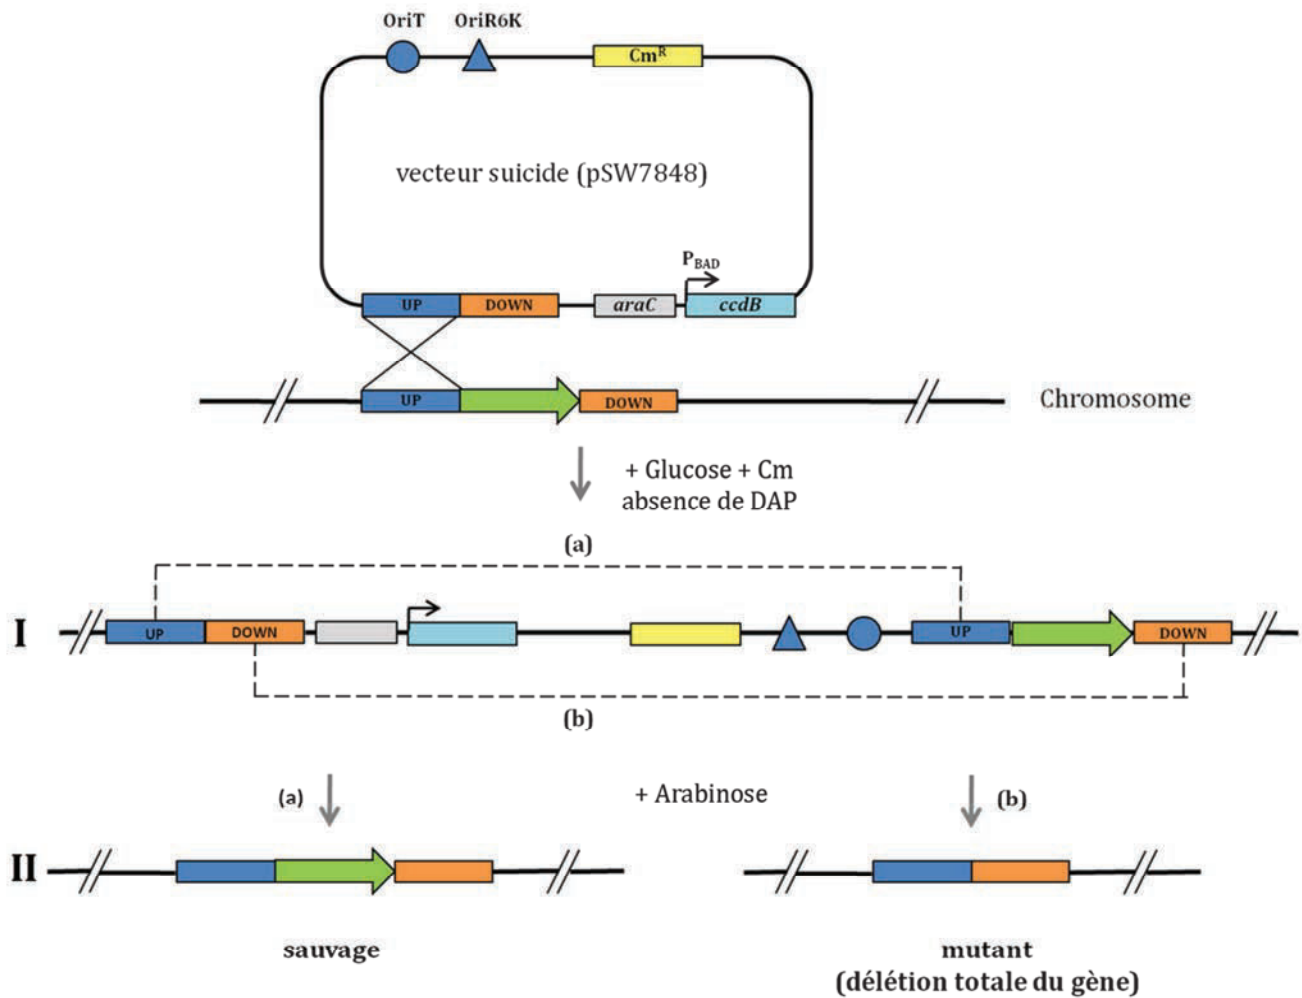 OriT OriR6K
Cm^R
vecteur suicide (pSW7848)
P_BAD
UP DOWN araC ccdB
UP DOWN
Chromosome
+ Glucose + Cm
absence de DAP
(a)
I
UP DOWN UP DOWN
(b)
(a) + Arabinose (b)
II
sauvage mutant
(délétion totale du gène)